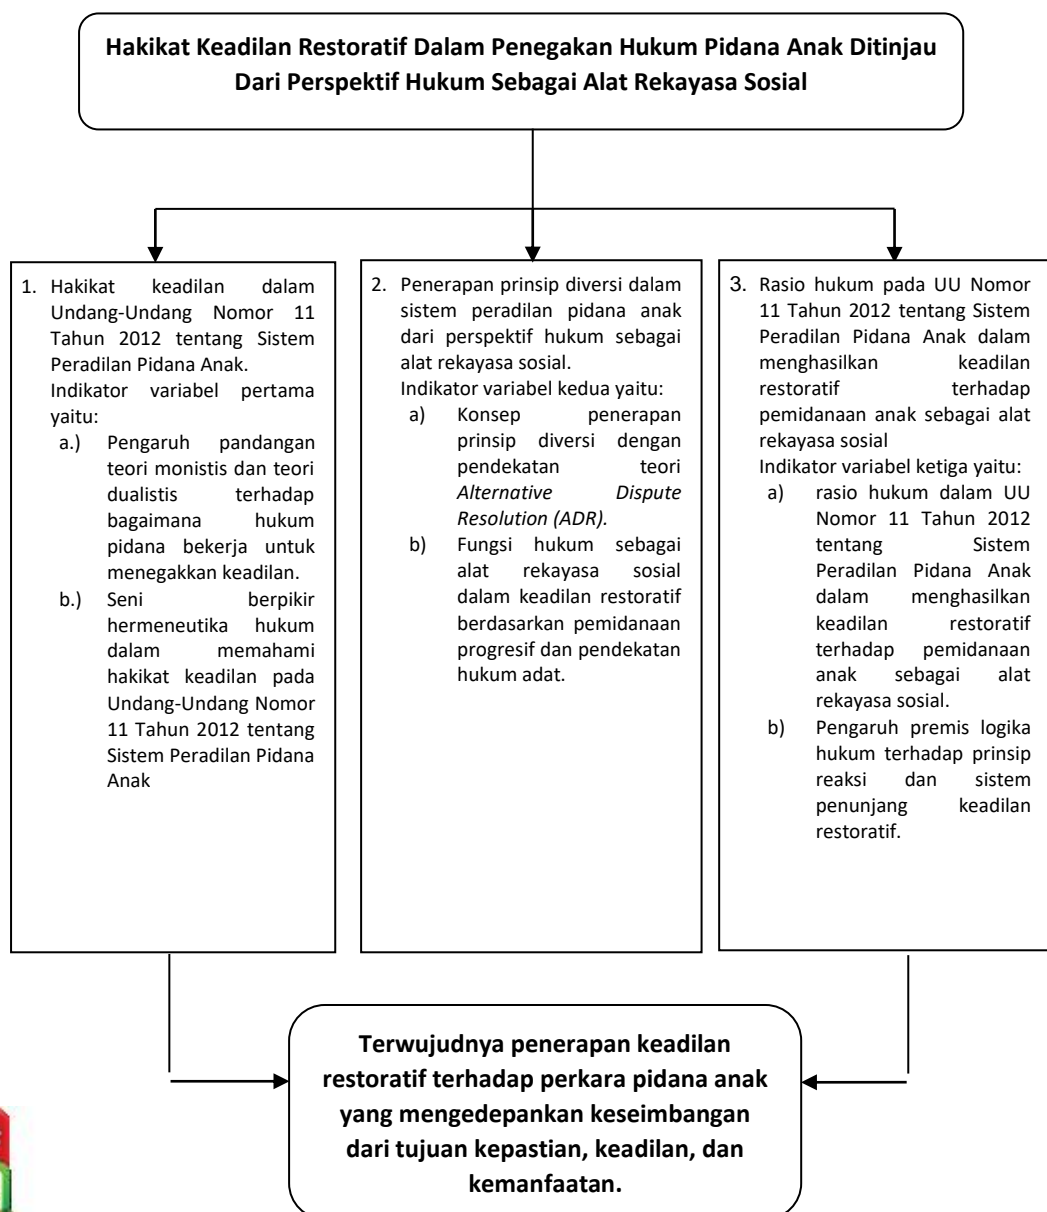 Hakikat Keadilan Restoratif Dalam Penegakan Hukum Pidana Anak Ditinjau
Dari Perspektif Hukum Sebagai Alat Rekayasa Sosial
1. Hakikat keadilan dalam
Undang-Undang Nomor 11
Tahun 2012 tentang Sistem
Peradilan Pidana Anak.
Indikator variabel pertama
yaitu:
a.) Pengaruh pandangan
teori monistis dan teori
dualistis terhadap
bagaimana hukum
pidana bekerja untuk
menegakkan keadilan.
b.) Seni berpikir
hermeneutika hukum
dalam memahami
hakikat keadilan pada
Undang-Undang Nomor
11 Tahun 2012 tentang
Sistem Peradilan Pidana
Anak
2. Penerapan prinsip diversi dalam
sistem peradilan pidana anak
dari perspektif hukum sebagai
alat rekayasa sosial.
Indikator variabel kedua yaitu:
a) Konsep penerapan
prinsip diversi dengan
pendekatan teori
Alternative Dispute
Resolution (ADR).
b) Fungsi hukum sebagai
alat rekayasa sosial
dalam keadilan restoratif
berdasarkan pemidanaan
progresif dan pendekatan
hukum adat.
3. Rasio hukum pada UU Nomor
11 Tahun 2012 tentang Sistem
Peradilan Pidana Anak dalam
menghasilkan keadilan
restoratif terhadap
pemidanaan anak sebagai alat
rekayasa sosial
Indikator variabel ketiga yaitu:
a) rasio hukum dalam UU
Nomor 11 Tahun 2012
tentang Sistem
Peradilan Pidana Anak
dalam menghasilkan
keadilan restoratif
terhadap pemidanaan
anak sebagai alat
rekayasa sosial.
b) Pengaruh premis logika
hukum terhadap prinsip
reaksi dan sistem
penunjang keadilan
restoratif.
Terwujudnya penerapan keadilan
restoratif terhadap perkara pidana anak
yang mengedepankan keseimbangan
dari tujuan kepastian, keadilan, dan
kemanfaatan.